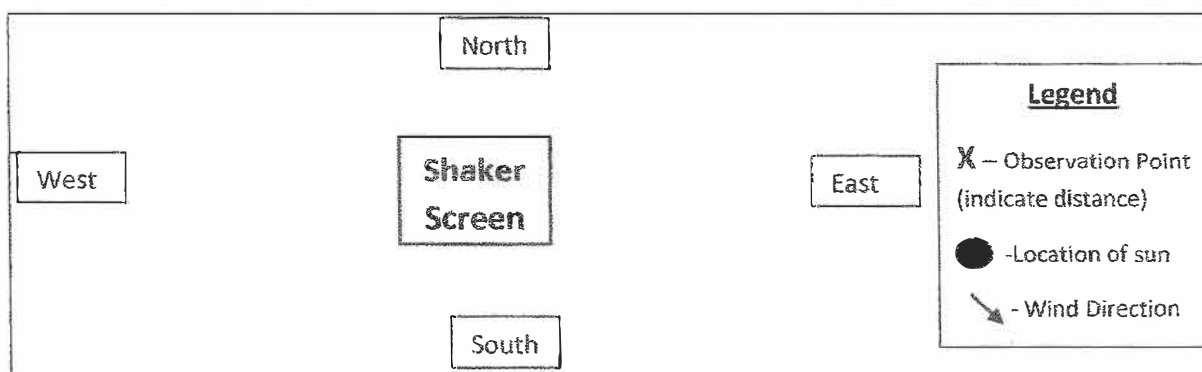 North
West
Shaker
Screen
East
South
Legend
X – Observation Point
(indicate distance)
-Location of sun
- Wind Direction